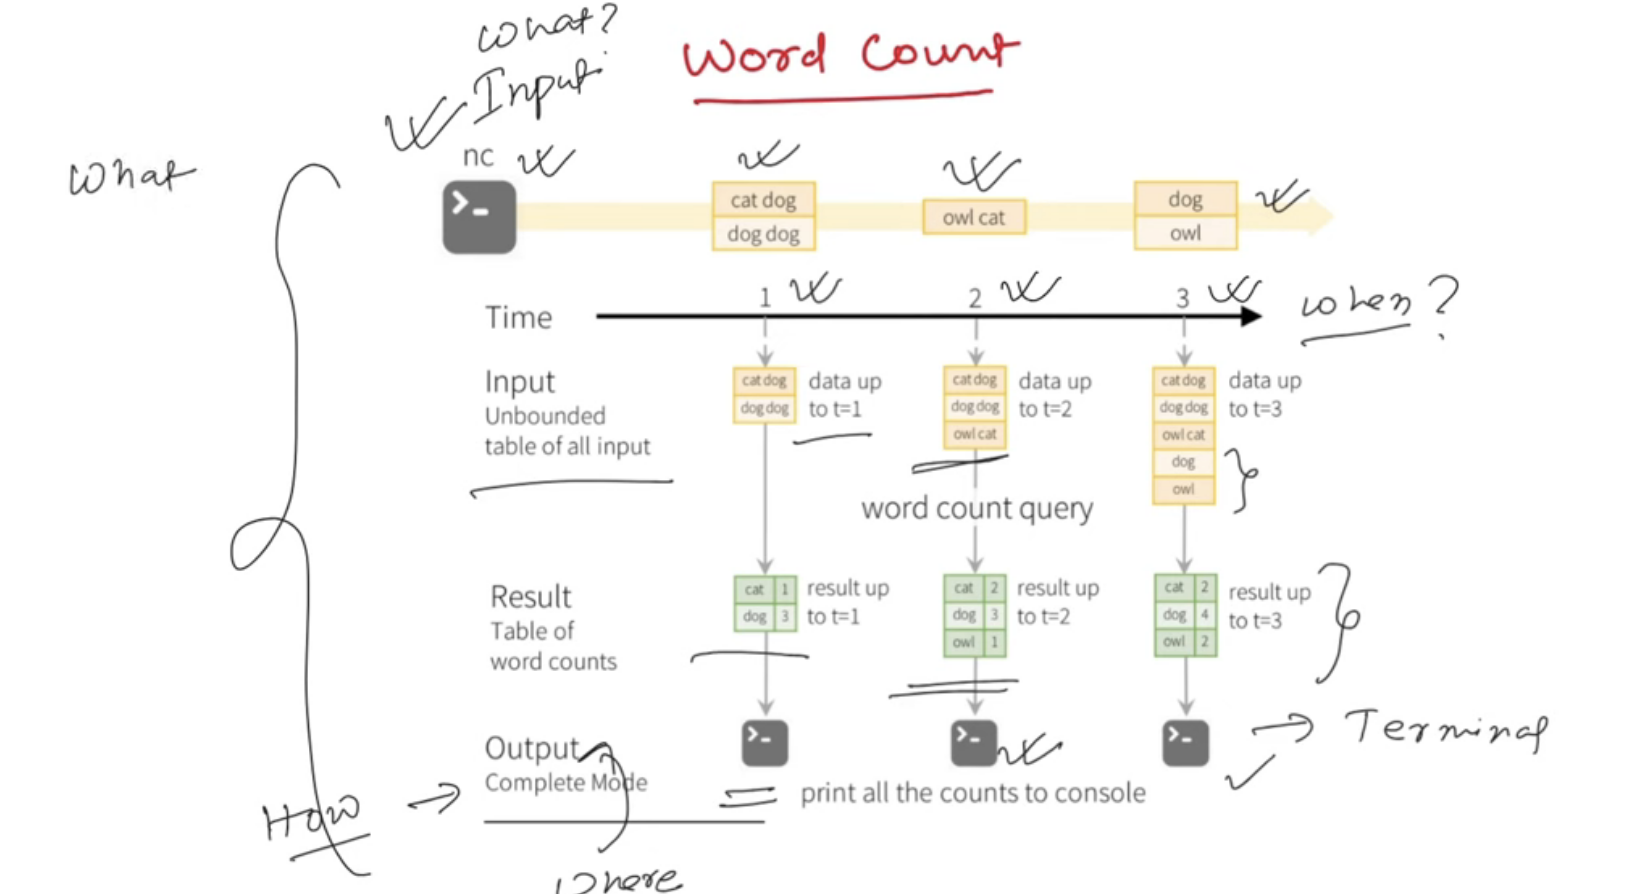 What?
Word Count
Input
What
nc
cat dog
dog dog
owl cat
dog
owl
1
2
3
When?
Time
Input
Unbounded
table of all input
cat dog
dog dog
data up
to t=1
cat dog
dog dog
owl cat
data up
to t=2
cat dog
dog dog
owl cat
dog
owl
data up
to t=3
word count query
Result
Table of
word counts
cat 1
dog 3
result up
to t=1
cat 2
dog 3
owl 1
result up
to t=2
cat 2
dog 4
owl 2
result up
to t=3
Terminal
Output
Complete Mode
print all the counts to console
How
Where